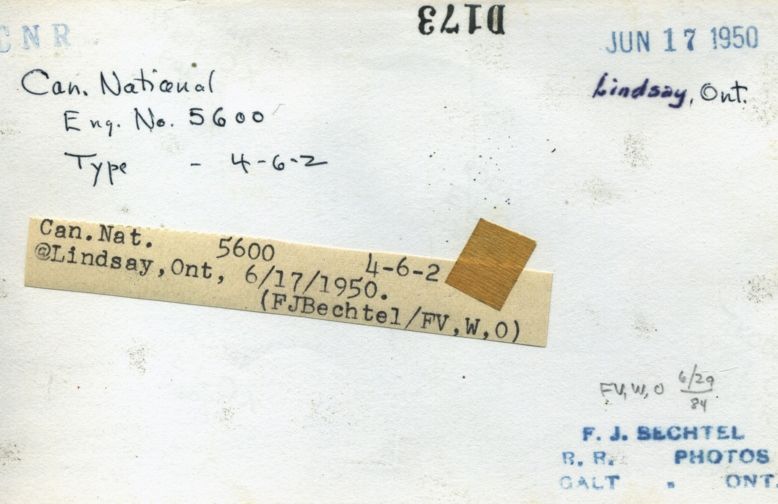 CNR
D173
JUN 17 1950
Can. National
Eng. No. 5600
Type - 4-6-2
Lindsay, Ont.
Can.Nat. 5600 4-6-2
@Lindsay,Ont, 6/17/1950.
(FJBechtel/FV,W,O)
FV,W,O 6/29
84
F. J. BECHTEL
R. R. PHOTOS
GALT ONT.